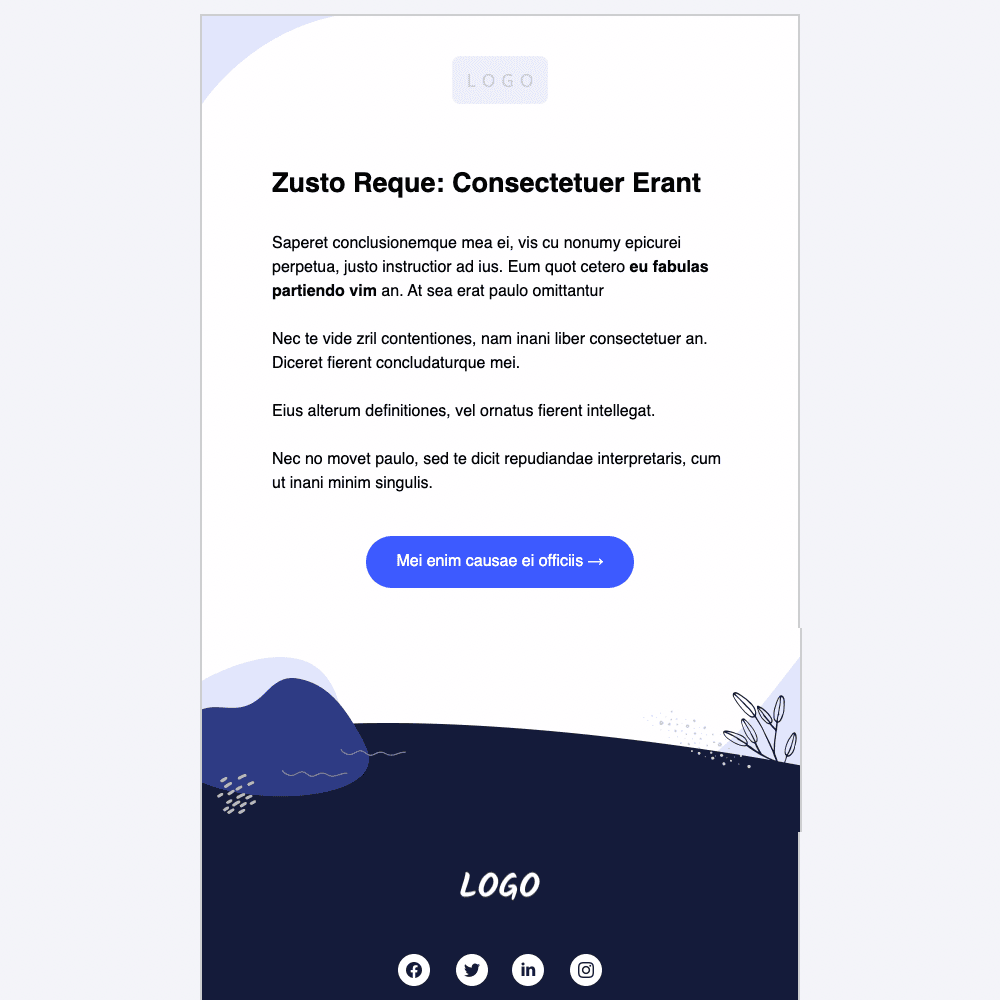 LOGO
Zusto Reque: Consectetuer Erant
Saperet conclusionemque mea ei, vis cu nonumy epicurei
perpetua, justo instructior ad ius. Eum quot cetero eu fabulas
partiendo vim an. At sea erat paulo omittantur
Nec te vide zril contentiones, nam inani liber consectetuer an.
Diceret fierent concludaturque mei.
Eius alterum definitiones, vel ornatus fierent intellegat.
Nec no movet paulo, sed te dicit repudiandae interpretaris, cum
ut inani minim singulis.
Mei enim causae ei officiis →
LOGO
in